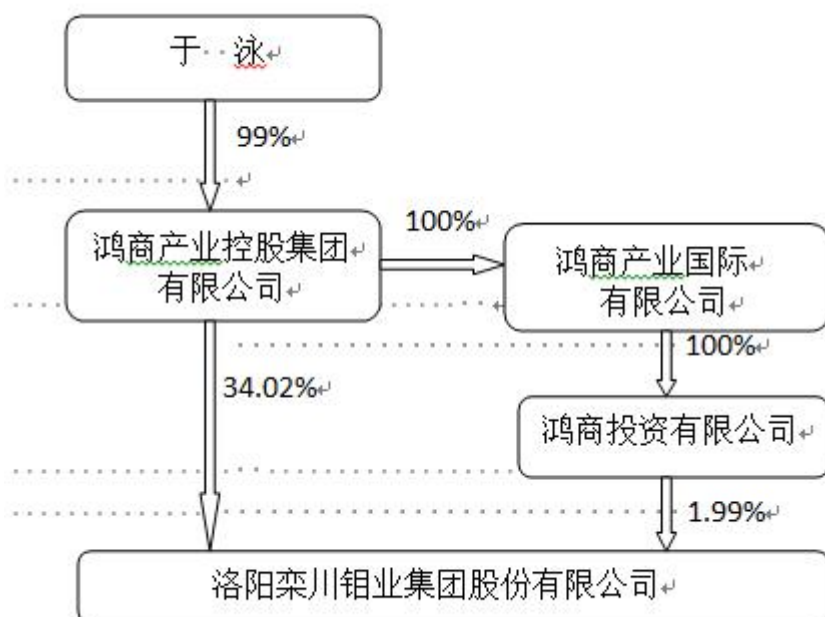 于 泳
99%
鸿商产业控股集团
有限公司
100%
鸿商产业国际
有限公司
100%
34.02%
鸿商投资有限公司
1.99%
洛阳栾川钼业集团股份有限公司